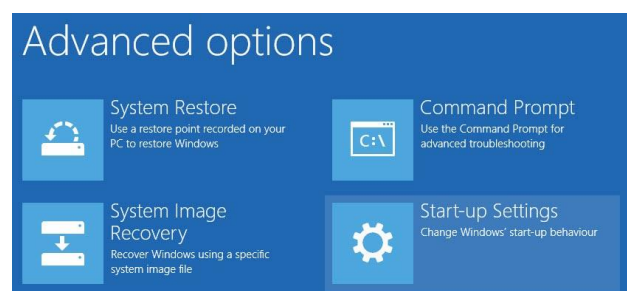 Advanced options
System Restore
Use a restore point recorded on your
PC to restore Windows
Command Prompt
Use the Command Prompt for
advanced troubleshooting
C:\
System Image
Recovery
Recover Windows using a specific
system image file
Start-up Settings
Change Windows' start-up behaviour